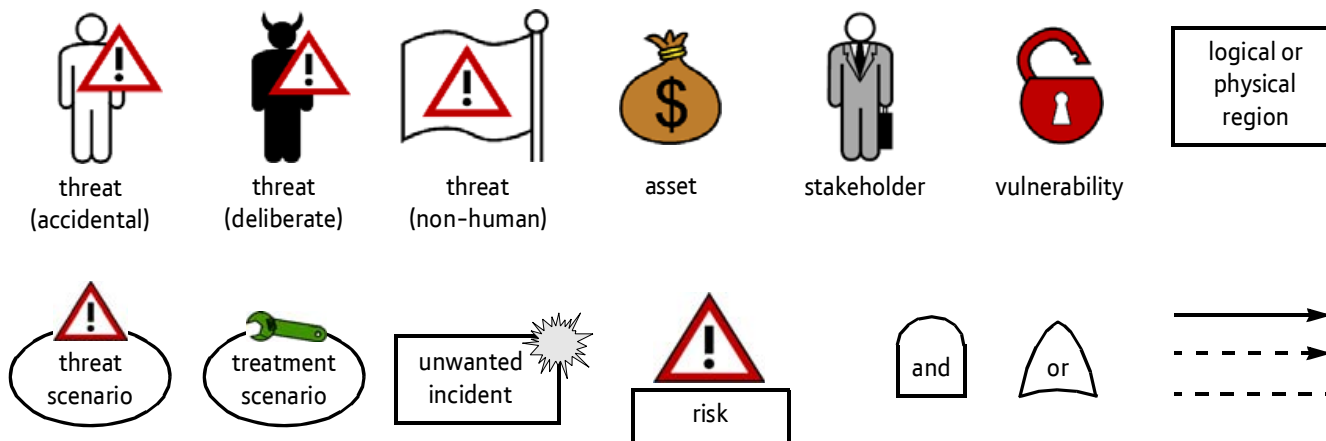 threat
(accidental)
threat
(deliberate)
threat
(non-human)
$
asset
stakeholder
vulnerability
logical or
physical
region
threat
scenario
treatment
scenario
unwanted
incident
risk
and
or